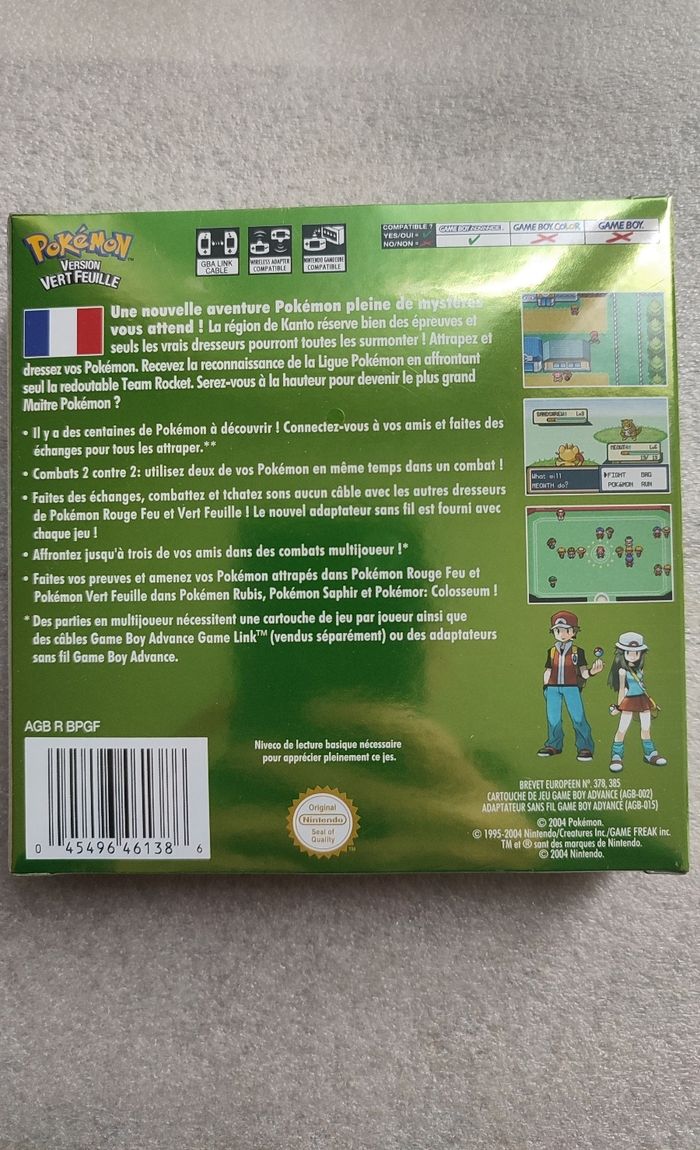 POKéMON
VERSION
VERT FEUILLE
GBA LINK
CABLE
WIRELESS ADAPTER
COMPATIBLE
NINTENDO GAMECUBE
COMPATIBLE
COMPATIBLE ?
YES/OUI = ✓
NO/NON = ✗
GAME BOY ADVANCE
GAME BOY COLOR
GAME BOY
Une nouvelle aventure Pokémon pleine de mystères
vous attend ! La région de Kanto réserve bien des épreuves et
seuls les vrais dresseurs pourront toutes les surmonter ! Attrapez et
dressez vos Pokémon. Recevez la reconnaissance de la Ligue Pokémon en affrontant
seul la redoutable Team Rocket. Serez-vous à la hauteur pour devenir le plus grand
Maître Pokémon ?
• Il y a des centaines de Pokémon à découvrir ! Connectez-vous à vos amis et faites des
échanges pour tous les attraper.**
• Combats 2 contre 2: utilisez deux de vos Pokémon en même temps dans un combat !
• Faites des échanges, combattez et tchatez sons aucun câble avec les autres dresseurs
de Pokémon Rouge Feu et Vert Feuille ! Le nouvel adaptateur sans fil est fourni avec
chaque jeu !
• Affrontez jusqu'à trois de vos amis dans des combats multijoueur !*
• Faites vos preuves et amenez vos Pokémon attrapés dans Pokémon Rouge Feu et
Pokémon Vert Feuille dans Pokémen Rubis, Pokémon Saphir et Pokémor: Colosseum !
* Des parties en multijoueur nécessitent une cartouche de jeu par joueur ainsi que
des câbles Game Boy Advance Game Link™ (vendus séparément) ou des adaptateurs
sans fil Game Boy Advance.
SANDSHREW
MEOWTH
What will
MEOWTH do?
FIGHT BAG
POKéMON RUN
AGB R BPGF
0 45496 46138 6
Niveco de lecture basique nécessaire
pour apprécier pleinement ce jes.
Original
Nintendo
Seal of
Quality
TM
BREVET EUROPEEN Nº. 378, 385
CARTOUCHE DE JEU GAME BOY ADVANCE (AGB-002)
ADAPTATEUR SANS FIL GAME BOY ADVANCE (AGB-015)
© 2004 Pokémon.
© 1995-2004 Nintendo/Creatures Inc./GAME FREAK inc.
TM et ® sant des marques de Nintendo.
© 2004 Nintendo.